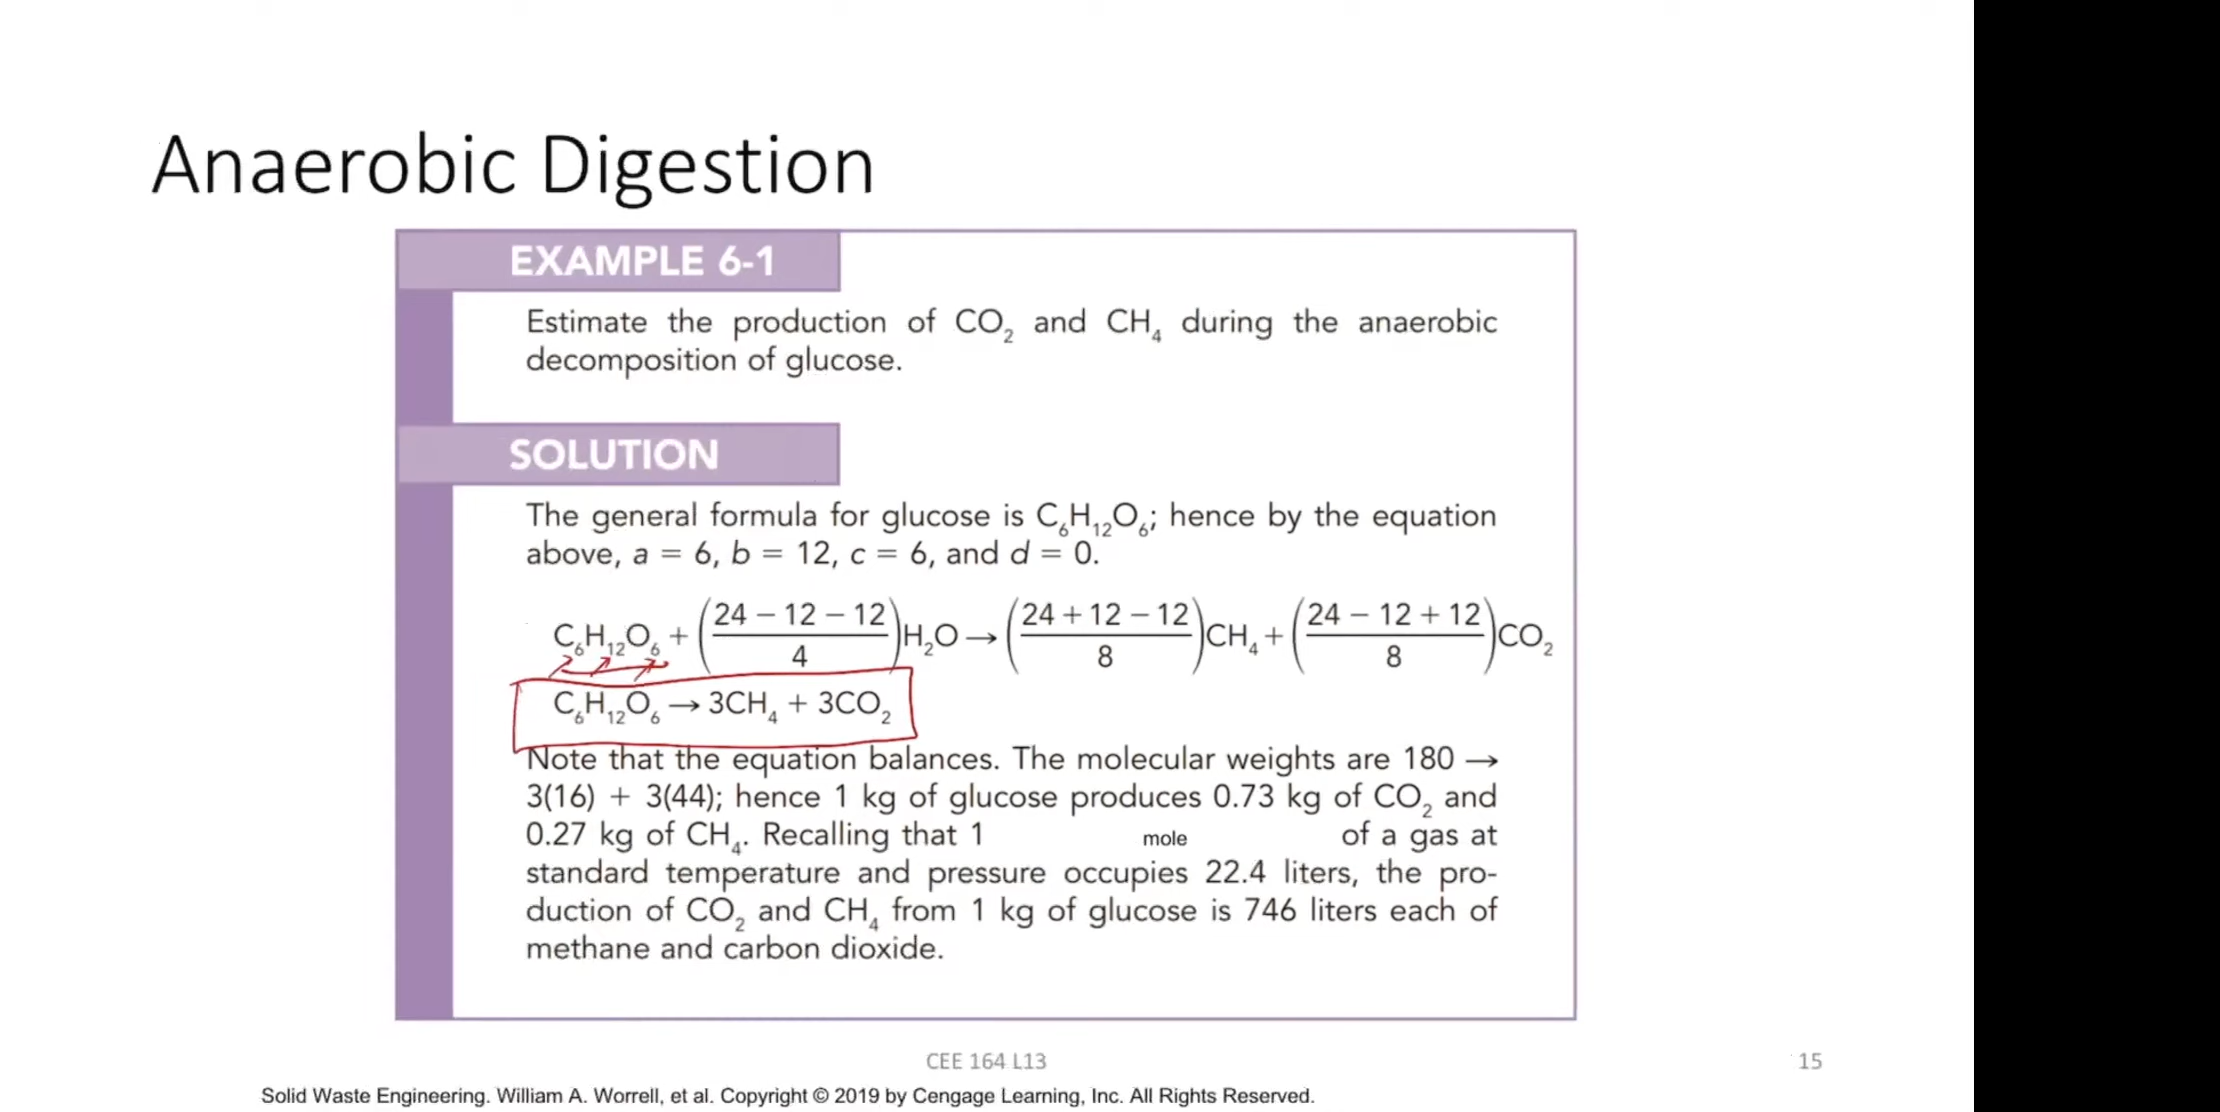 Anaerobic Digestion
EXAMPLE 6-1
Estimate the production of CO₂ and CH₄ during the anaerobic
decomposition of glucose.
SOLUTION
The general formula for glucose is C₆H₁₂O₆; hence by the equation
above, a = 6, b = 12, c = 6, and d = 0.
C₆H₁₂O₆ + ((24 − 12 − 12)/4)H₂O → ((24 + 12 − 12)/8)CH₄ + ((24 − 12 + 12)/8)CO₂
C₆H₁₂O₆ → 3CH₄ + 3CO₂
Note that the equation balances. The molecular weights are 180 →
3(16) + 3(44); hence 1 kg of glucose produces 0.73 kg of CO₂ and
0.27 kg of CH₄. Recalling that 1 mole of a gas at
standard temperature and pressure occupies 22.4 liters, the pro-
duction of CO₂ and CH₄ from 1 kg of glucose is 746 liters each of
methane and carbon dioxide.
CEE 164 L13
15
Solid Waste Engineering. William A. Worrell, et al. Copyright © 2019 by Cengage Learning, Inc. All Rights Reserved.